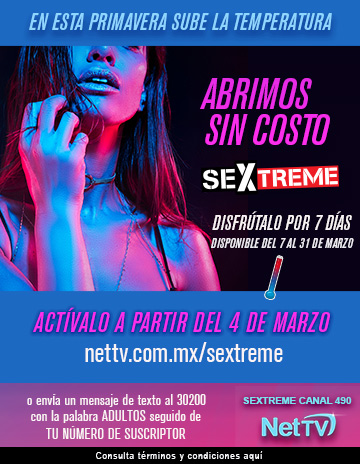 EN ESTA PRIMAVERA SUBE LA TEMPERATURA
ABRIMOS
SIN COSTO
SEXTREME
DISFRÚTALO POR 7 DÍAS
DISPONIBLE DEL 7 AL 31 DE MARZO
ACTÍVALO A PARTIR DEL 4 DE MARZO
nettv.com.mx/sextreme
o envía un mensaje de texto al 30200
con la palabra ADULTOS seguido de
TU NÚMERO DE SUSCRIPTOR
SEXTREME CANAL 490
NetTV
Consulta términos y condiciones aquí